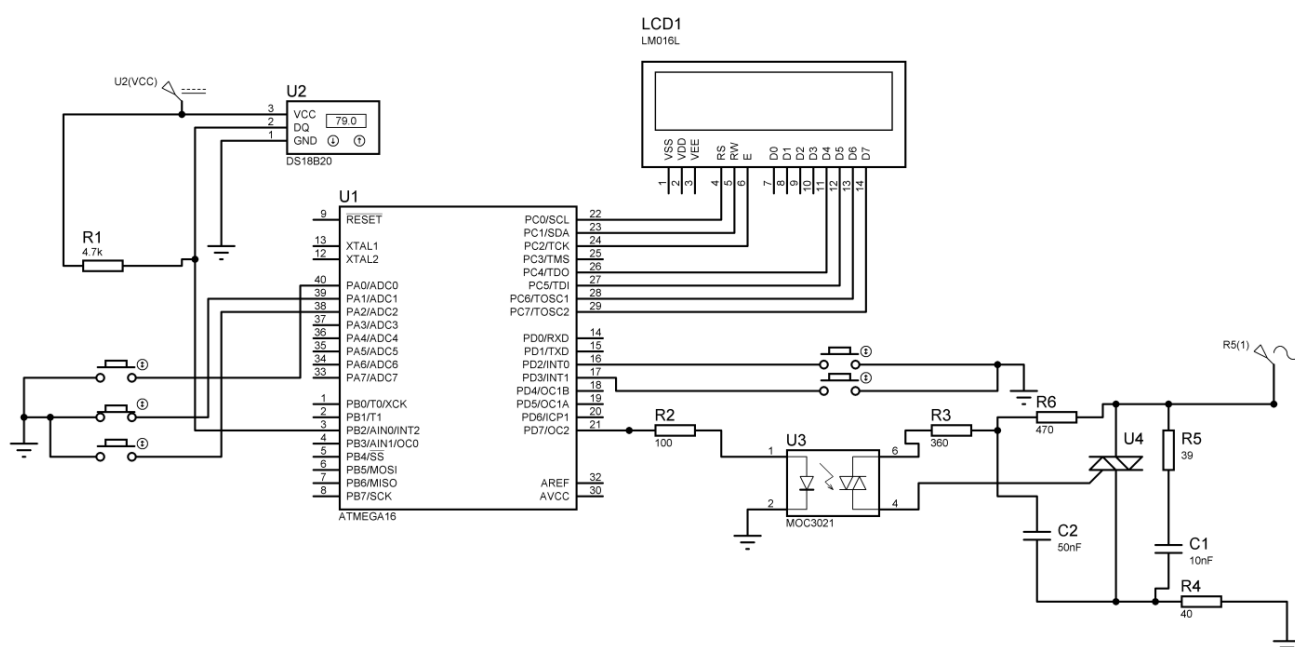 LCD1
LM016L
VSS VDD VEE RS RW E D0 D1 D2 D3 D4 D5 D6 D7
1 2 3 4 5 6 7 8 9 10 11 12 13 14
U2(VCC)
U2
3 VCC
2 DQ
1 GND
79.0
DS18B20
R1
4.7k
U1
9 RESET
13 XTAL1
12 XTAL2
40 PA0/ADC0
39 PA1/ADC1
38 PA2/ADC2
37 PA3/ADC3
36 PA4/ADC4
35 PA5/ADC5
34 PA6/ADC6
33 PA7/ADC7
1 PB0/T0/XCK
2 PB1/T1
3 PB2/AIN0/INT2
4 PB3/AIN1/OC0
5 PB4/SS
6 PB5/MOSI
7 PB6/MISO
8 PB7/SCK
PC0/SCL 22
PC1/SDA 23
PC2/TCK 24
PC3/TMS 25
PC4/TDO 26
PC5/TDI 27
PC6/TOSC1 28
PC7/TOSC2 29
PD0/RXD 14
PD1/TXD 15
PD2/INT0 16
PD3/INT1 17
PD4/OC1B 18
PD5/OC1A 19
PD6/ICP1 20
PD7/OC2 21
AREF 32
AVCC 30
ATMEGA16
R2
100
U3
1
2
6
4
MOC3021
R3
360
R6
470
R5(1)
U4
R5
39
C2
50nF
C1
10nF
R4
40